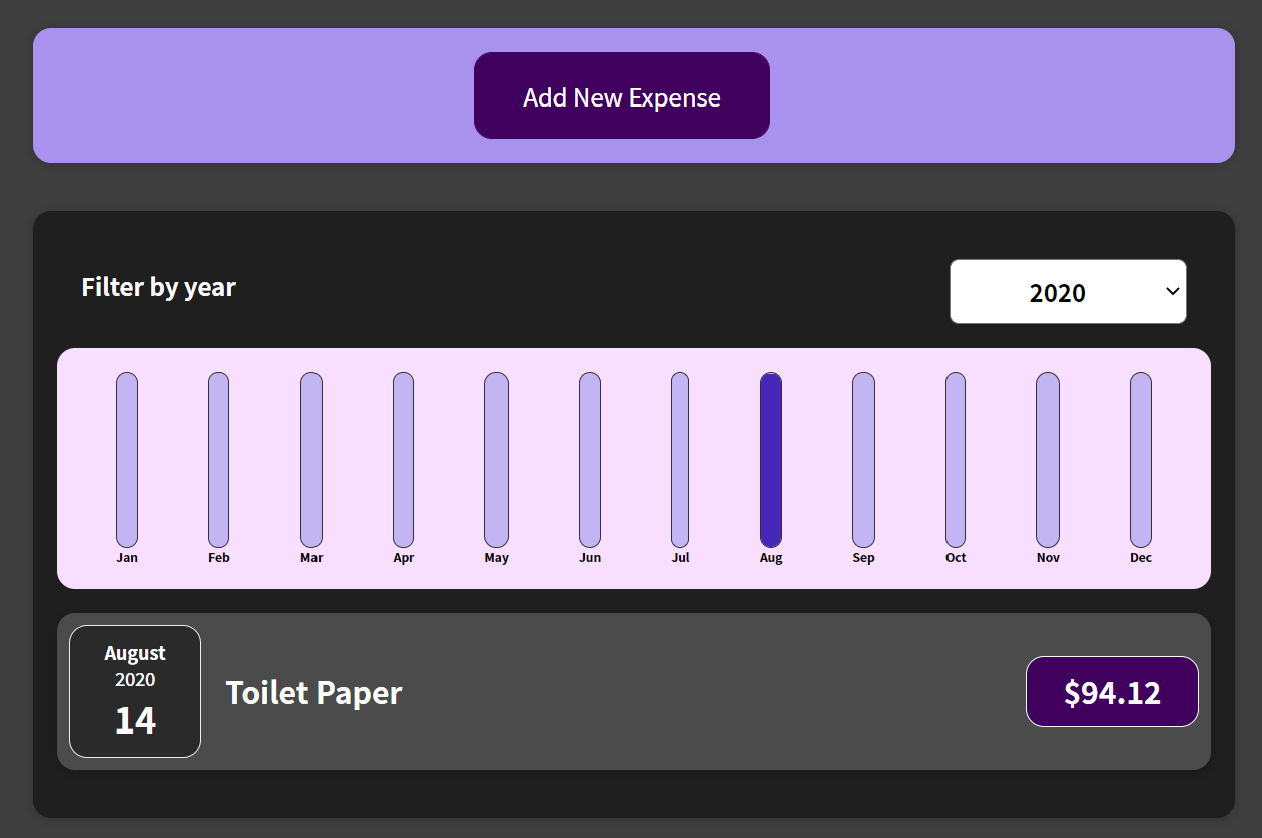 Add New Expense
Filter by year
2020
Jan Feb Mar Apr May Jun Jul Aug Sep Oct Nov Dec
August
2020
14
Toilet Paper
$94.12